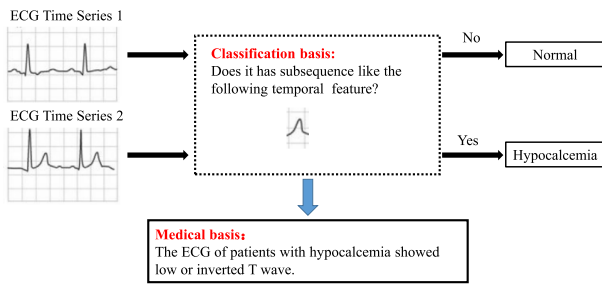 ECG Time Series 1
Classification basis:
Does it has subsequence like the
following temporal feature?
No
Normal
ECG Time Series 2
Yes
Hypocalcemia
Medical basis:
The ECG of patients with hypocalcemia showed
low or inverted T wave.